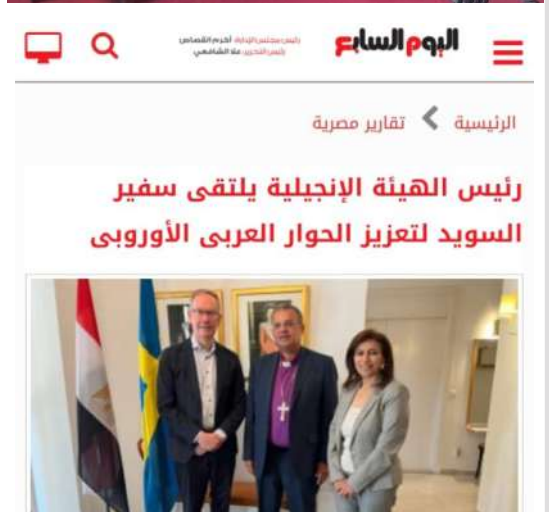 اليوم السابع
رئيس مجلس الإدارة: أكرم القصاص
رئيس التحرير: علا الشافعي
الرئيسية
تقارير مصرية
رئيس الهيئة الإنجيلية يلتقى سفير
السويد لتعزيز الحوار العربى الأوروبى